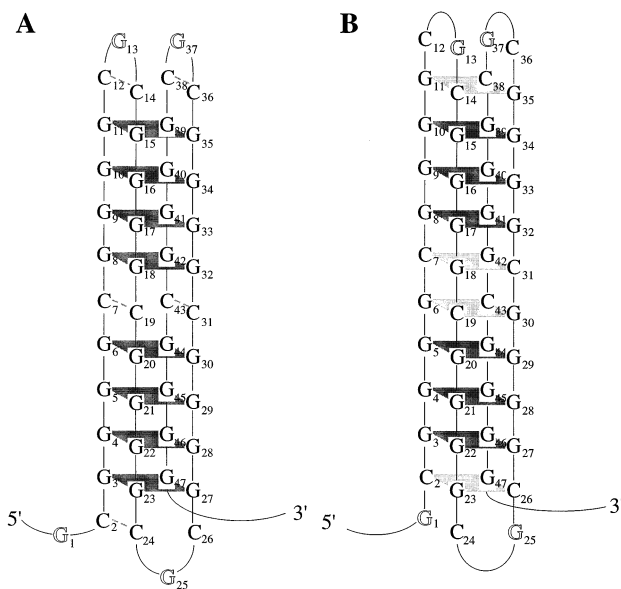 A
G13 G37
C12 C14 C38 C36
G11 G15 G39 G35
G10 G16 G40 G34
G9 G17 G41 G33
G8 G18 G42 G32
C7 C19 C43 C31
G6 G20 G44 G30
G5 G21 G45 G29
G4 G22 G46 G28
G3 G23 G47 G27
5' G1 C2 C24 C26 3'
G25
B
C12 G13 G37 C36
G11 C14 C38 G35
G10 G15 G39 G34
G9 G16 G40 G33
G8 G17 G41 G32
C7 G18 G42 C31
G6 C19 C43 G30
G5 G20 G44 G29
G4 G21 G45 G28
G3 G22 G46 G27
C2 G23 G47 C26
5' G1 C24 G25 3